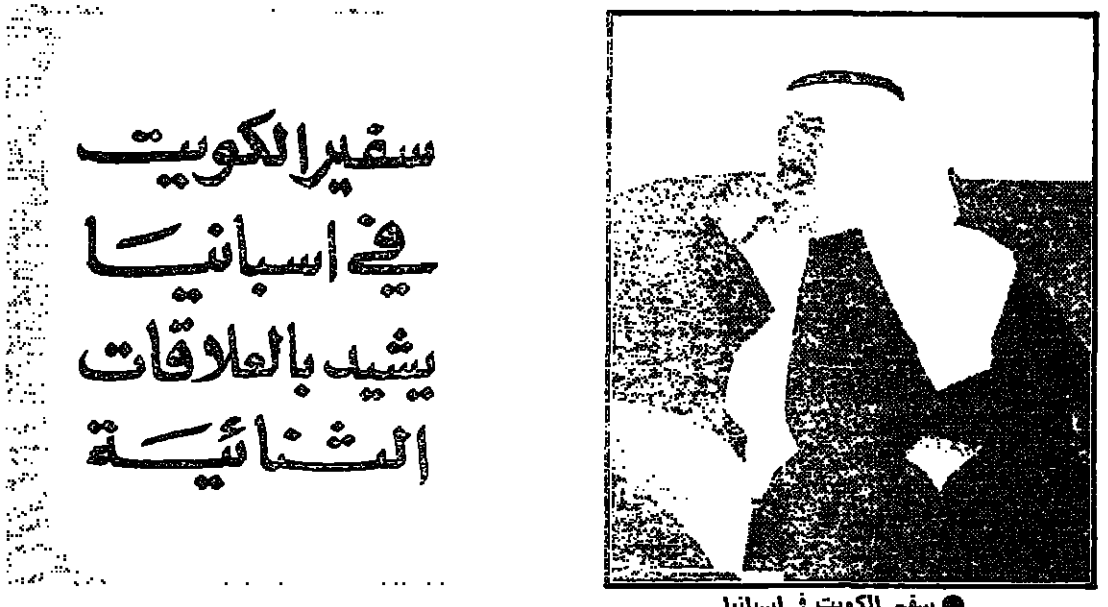 سفير الكويت
في اسبانيا
يشيد بالعلاقات
الثنائية
سفير الكويت في اسبانيا